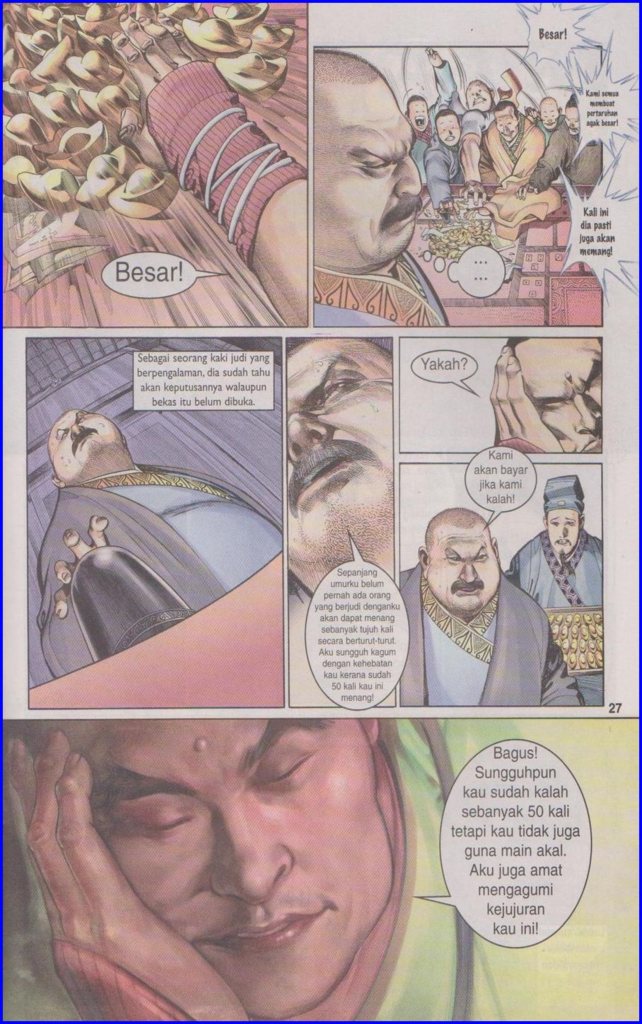 Besar!
Besar!
Kami semua
membuat
pertaruhan
agak besar!
Kali ini
dia pasti
juga akan
memang!
...
...
Sebagai seorang kaki judi yang
berpengalaman, dia sudah tahu
akan keputusannya walaupun
bekas itu belum dibuka.
Sepanjang
umurku belum
pernah ada orang
yang berjudi denganku
akan dapat menang
sebanyak tujuh kali
secara berturut-turut.
Aku sungguh kagum
dengan kehebatan
kau kerana sudah
50 kali kau ini
menang!
Yakah?
Kami
akan bayar
jika kami
kalah!
27
Bagus!
Sungguhpun
kau sudah kalah
sebanyak 50 kali
tetapi kau tidak juga
guna main akal.
Aku juga amat
mengagumi
kejujuran
kau ini!